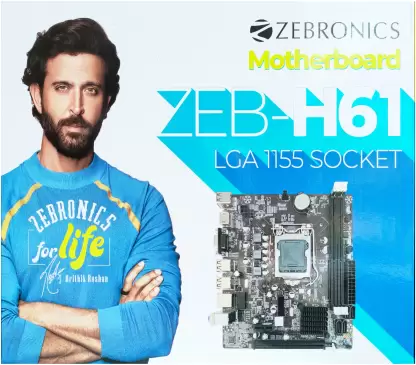 ZEBRONICS
Motherboard
ZEB-H61
LGA 1155 SOCKET
ZEBRONICS
for
life
Hrithik Roshan